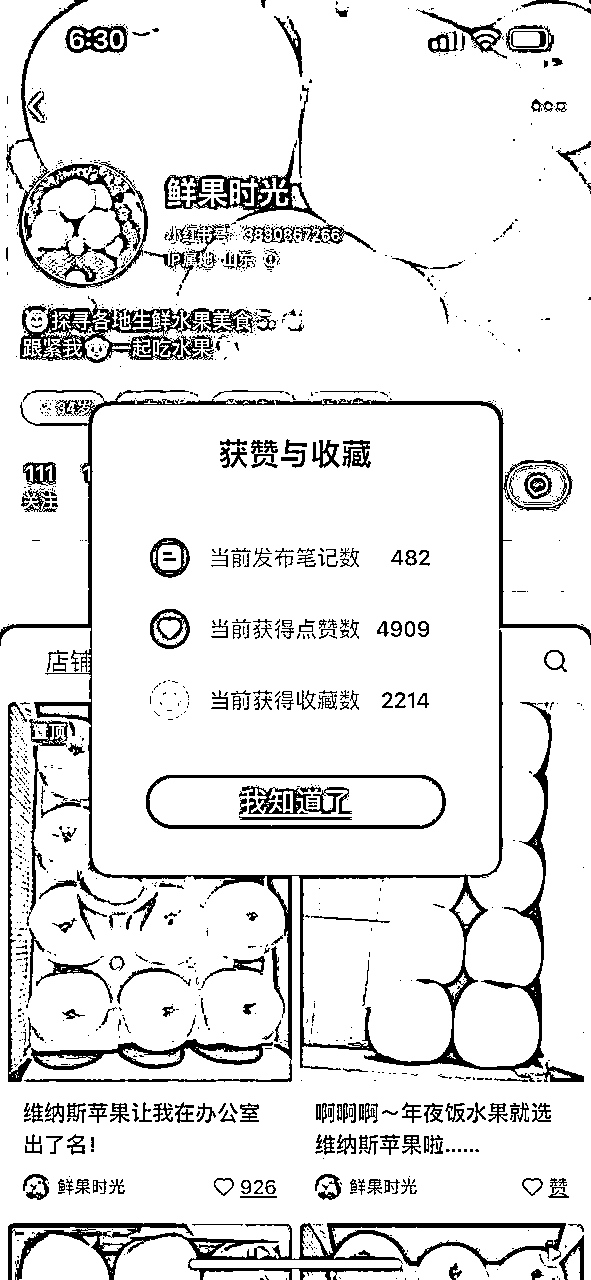 6:30
鲜果时光
小红书号 3890867266
IP属地 山东
探寻各地生鲜水果美食
跟紧我一起吃水果
34岁
获赞与收藏
111
关注
当前发布笔记数 482
当前获得点赞数 4909
当前获得收藏数 2214
店铺
置顶
我知道了
维纳斯苹果让我在办公室
出了名!
啊啊啊～年夜饭水果就选
维纳斯苹果啦......
鲜果时光 926
鲜果时光 赞